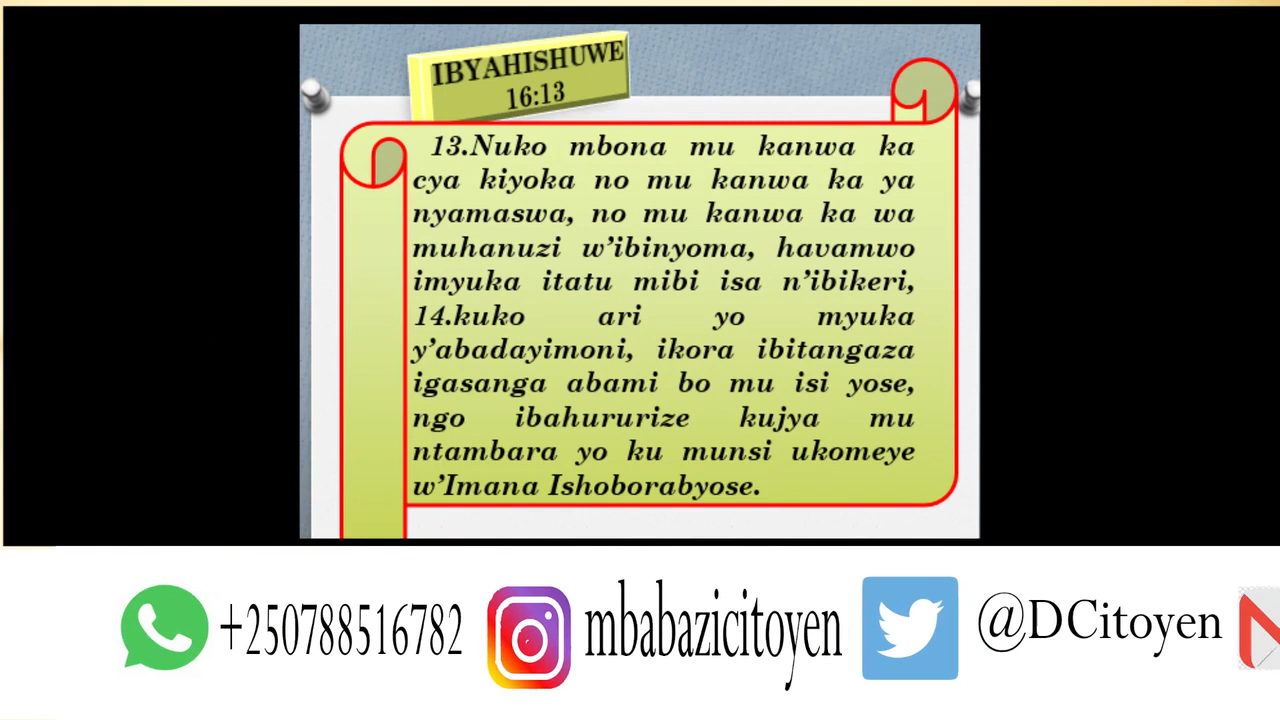 IBYAHISHUWE
16:13
13.Nuko mbona mu kanwa ka
cya kiyoka no mu kanwa ka ya
nyamaswa, no mu kanwa ka wa
muhanuzi w’ibinyoma, havamwo
imyuka itatu mibi isa n’ibikeri,
14.kuko ari yo myuka
y’abadayimoni, ikora ibitangaza
igasanga abami bo mu isi yose,
ngo ibahururize kujya mu
ntambara yo ku munsi ukomeye
w’Imana Ishoborabyose.
+250788516782 mbabazicitoyen @DCitoyen